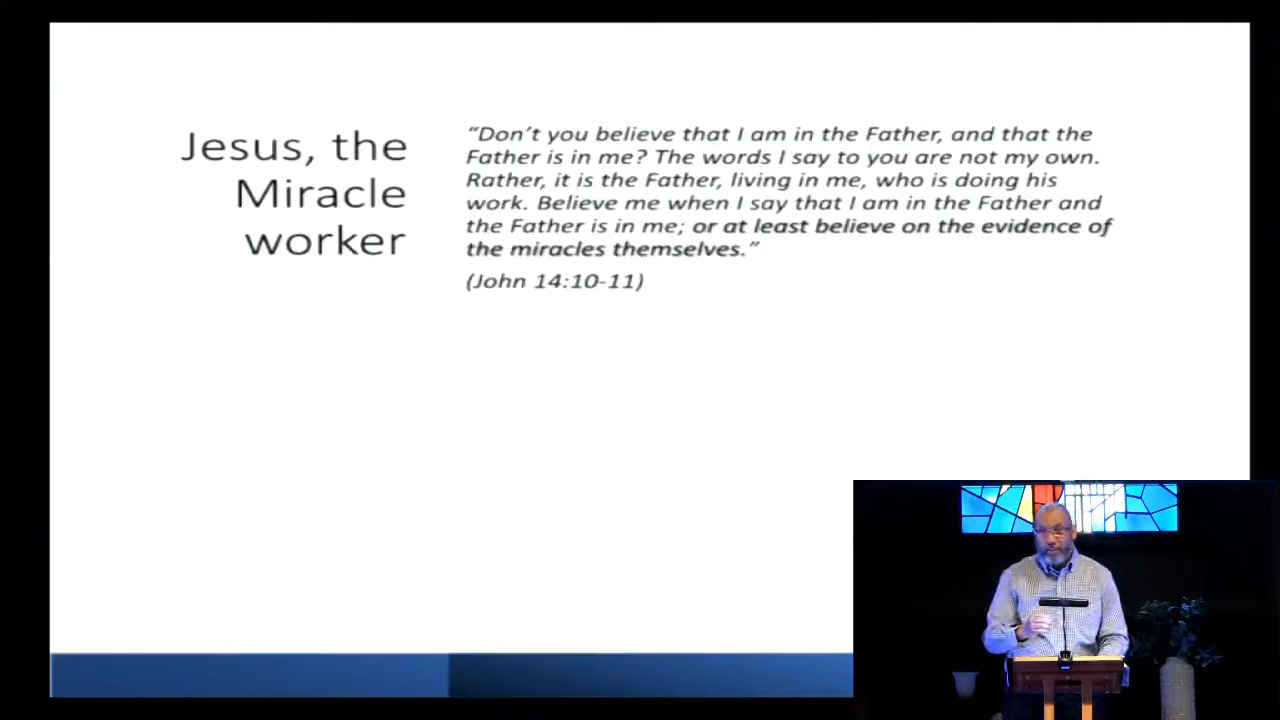 Jesus, the
Miracle
worker
“Don’t you believe that I am in the Father, and that the
Father is in me? The words I say to you are not my own.
Rather, it is the Father, living in me, who is doing his
work. Believe me when I say that I am in the Father and
the Father is in me; or at least believe on the evidence of
the miracles themselves.”
(John 14:10-11)